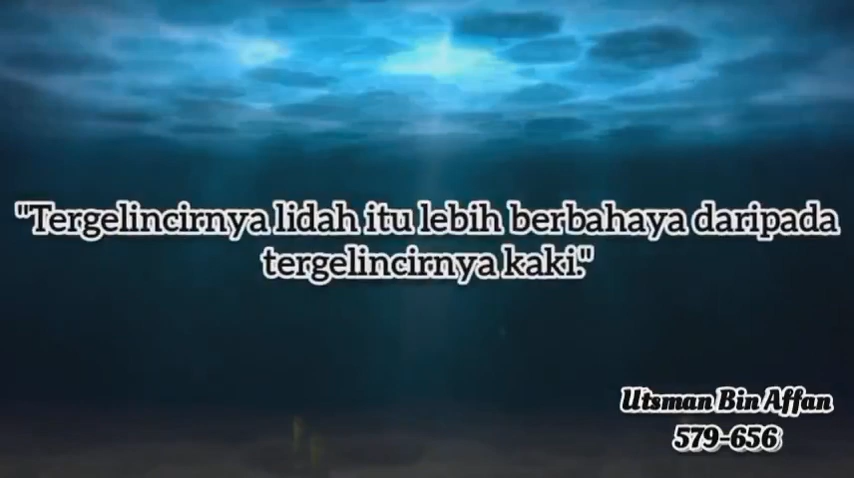 "Tergelincirnya lidah itu lebih berbahaya daripada
tergelincirnya kaki."
Utsman Bin Affan
579-656